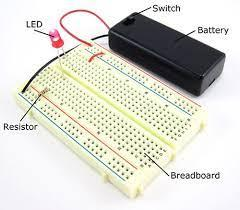 Switch
LED
Battery
Resistor
Breadboard